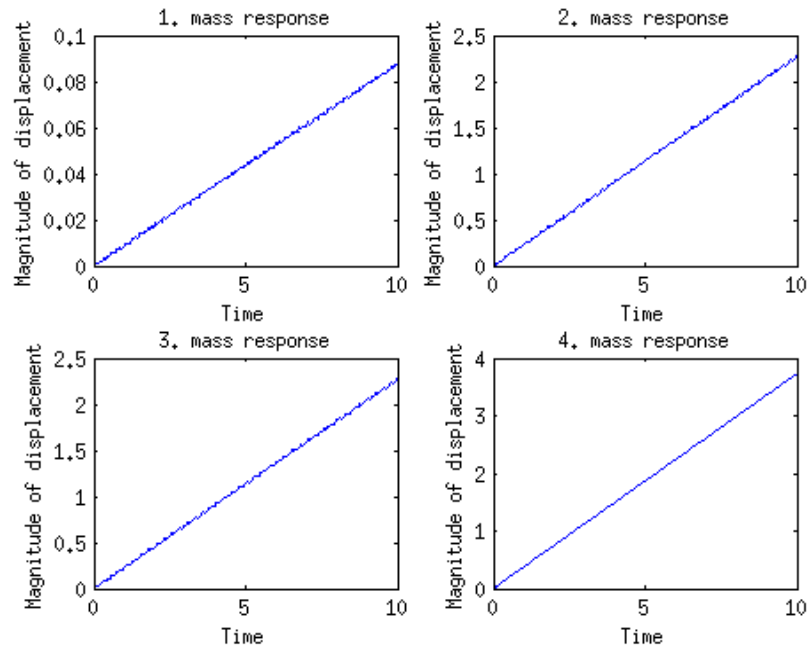 1. mass response
Magnitude of displacement
0.1
0.08
0.06
0.04
0.02
0
0 5 10
Time
2. mass response
Magnitude of displacement
2.5
2
1.5
1
0.5
0
0 5 10
Time
3. mass response
Magnitude of displacement
2.5
2
1.5
1
0.5
0
0 5 10
Time
4. mass response
Magnitude of displacement
4
3
2
1
0
0 5 10
Time